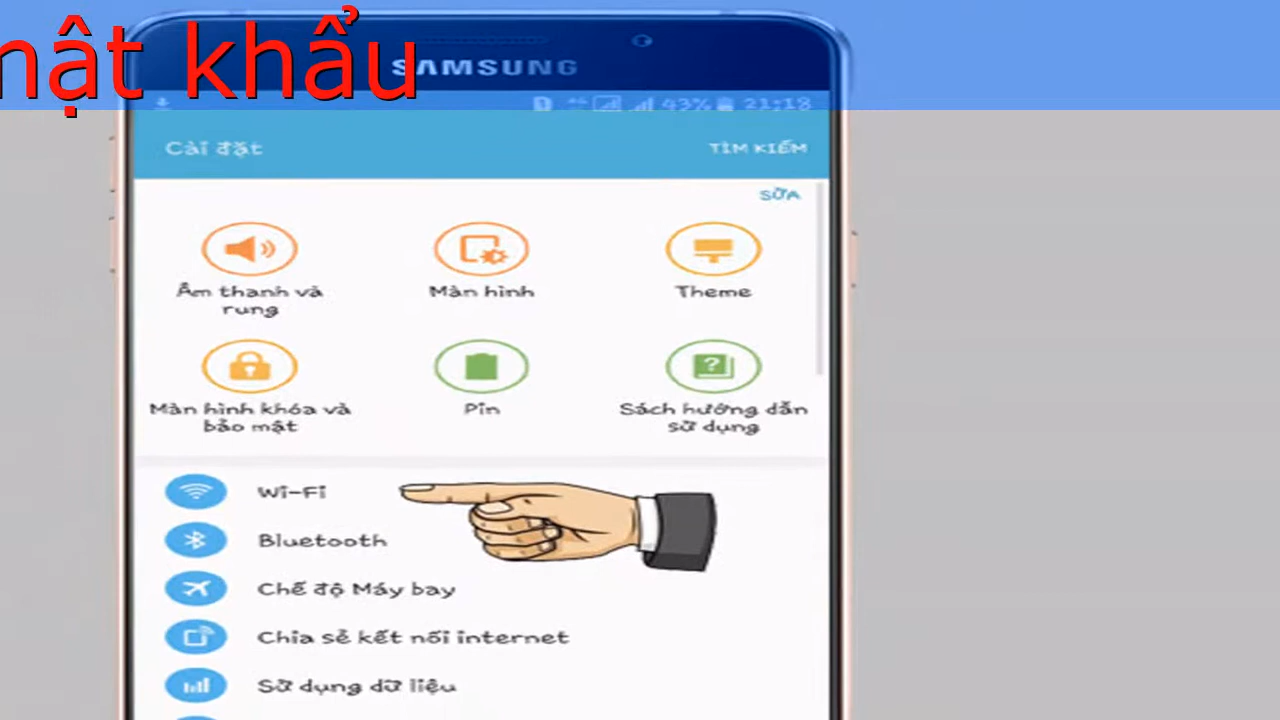 mật khẩu
SAMSUNG
43% 21:18
Cài đặt
TÌM KIẾM
SỬA
Âm thanh và
rung
Màn hình
Theme
Màn hình khóa và
bảo mật
Pin
Sách hướng dẫn
sử dụng
Wi-Fi
Bluetooth
Chế độ Máy bay
Chia sẻ kết nối internet
Sử dụng dữ liệu